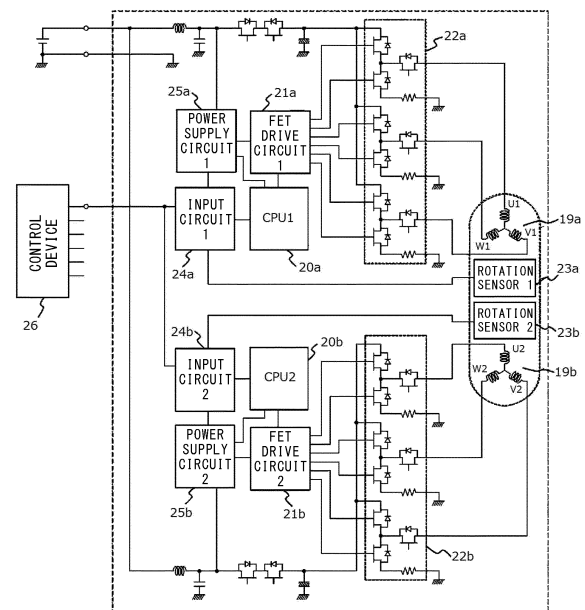 22a
25a
21a
POWER
SUPPLY
CIRCUIT
1
FET
DRIVE
CIRCUIT
1
CONTROL
DEVICE
26
INPUT
CIRCUIT
1
CPU1
24a
20a
U1
W1
V1
19a
ROTATION
SENSOR 1
23a
ROTATION
SENSOR 2
23b
24b
20b
INPUT
CIRCUIT
2
CPU2
U2
W2
V2
19b
POWER
SUPPLY
CIRCUIT
2
FET
DRIVE
CIRCUIT
2
25b
21b
22b